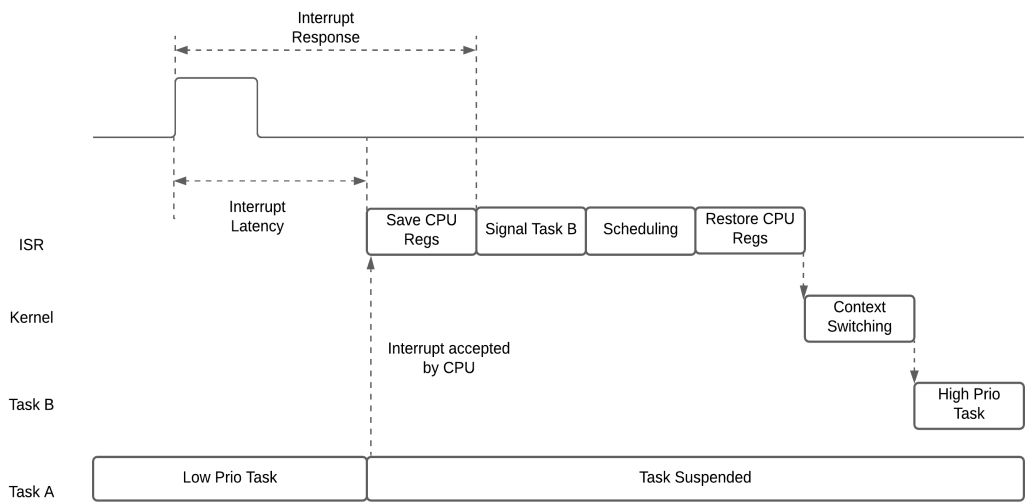 Interrupt
Response
Interrupt
Latency
ISR
Save CPU
Regs
Signal Task B
Scheduling
Restore CPU
Regs
Kernel
Context
Switching
Interrupt accepted
by CPU
Task B
High Prio
Task
Task A
Low Prio Task
Task Suspended